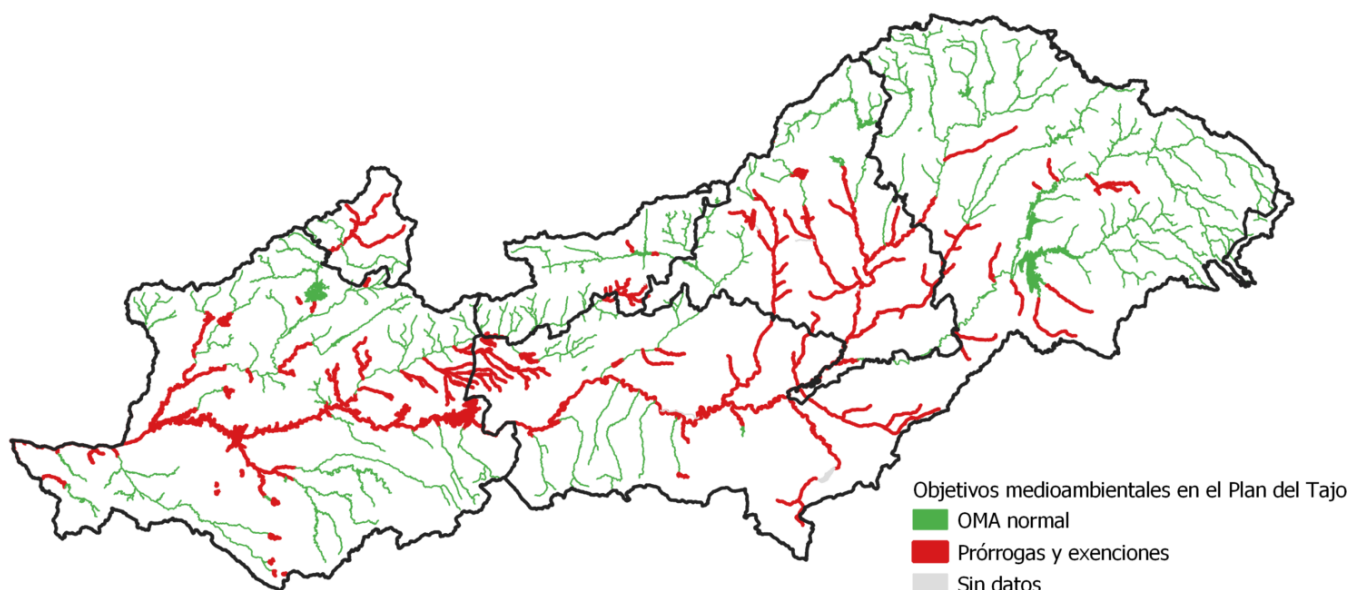 Objetivos medioambientales en el Plan del Tajo
OMA normal
Prórrogas y exenciones
Sin datos